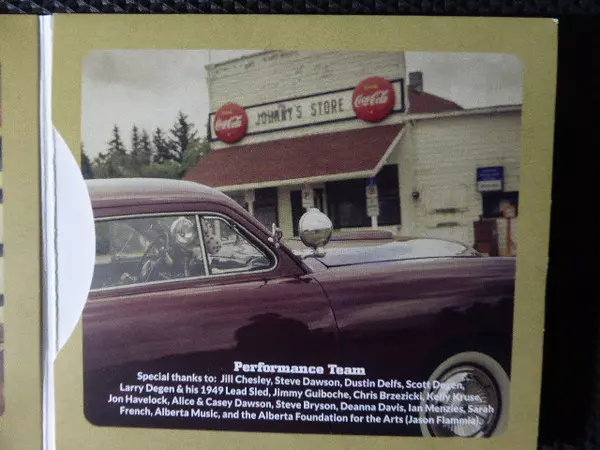 Coca-Cola
JOHNNY'S STORE
Coca-Cola
Performance Team
Special thanks to: Jill Chesley, Steve Dawson, Dustin Delfs, Scott Degen,
Larry Degen & his 1949 Lead Sled, Jimmy Guiboche, Chris Brzezicki, Kelly Kruse,
Jon Havelock, Alice & Casey Dawson, Steve Bryson, Deanna Davis, Ian Menzies, Sarah
French, Alberta Music, and the Alberta Foundation for the Arts (Jason Flammia).